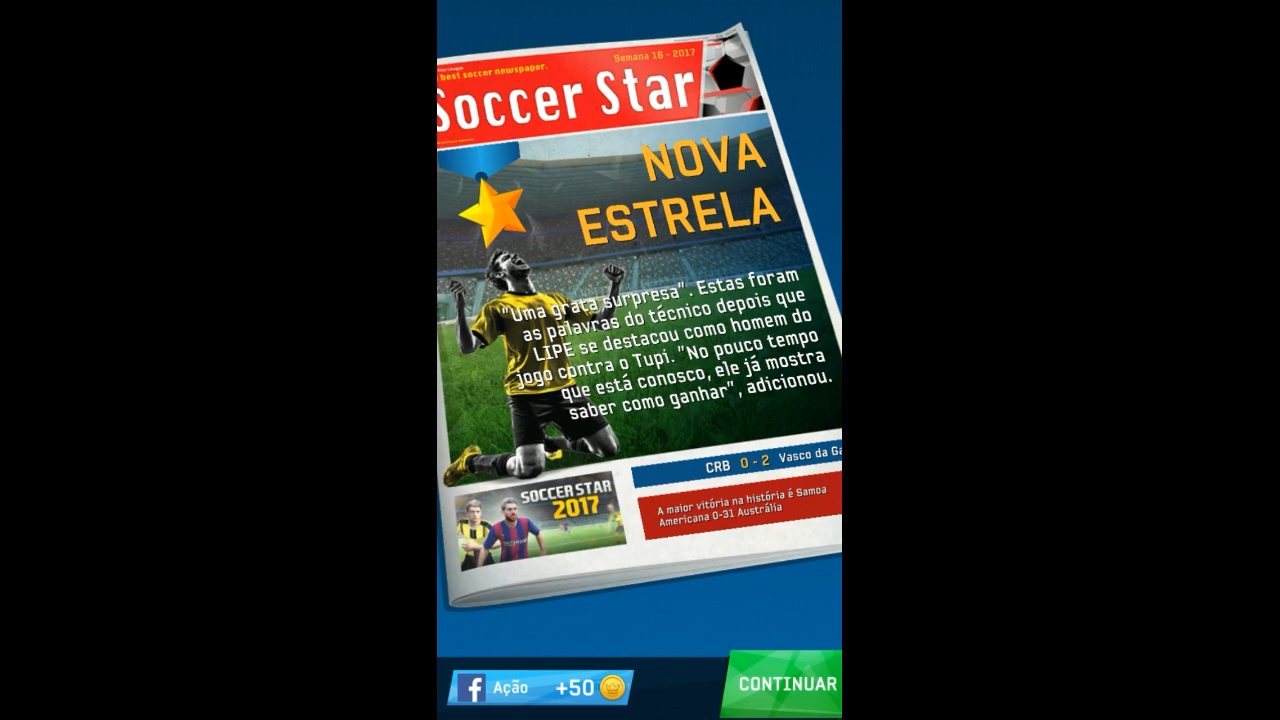 best soccer newspaper.
Semana 16 - 2017
Soccer Star
NOVA
ESTRELA
"Uma grata surpresa". Estas foram
as palavras do técnico depois que
LIPE se destacou como homem do
jogo contra o Tupi. "No pouco tempo
que está conosco, ele já mostra
saber como ganhar", adicionou.
CRB 0 - 2 Vasco da Ga
A maior vitória na história é Samoa
Americana 0-31 Austrália
SOCCER STAR
2017
Ação +50
CONTINUAR